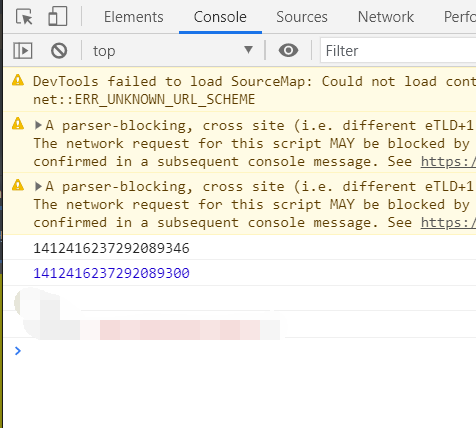 Elements Console Sources Network
top Filter
DevTools failed to load SourceMap: Could not load
net::ERR_UNKNOWN_URL_SCHEME
A parser-blocking, cross site (i.e. different eTLD+1
The network request for this script MAY be blocked by
confirmed in a subsequent console message. See https:/
A parser-blocking, cross site (i.e. different eTLD+1
The network request for this script MAY be blocked by
confirmed in a subsequent console message. See https:/
1412416237292089346
1412416237292089300